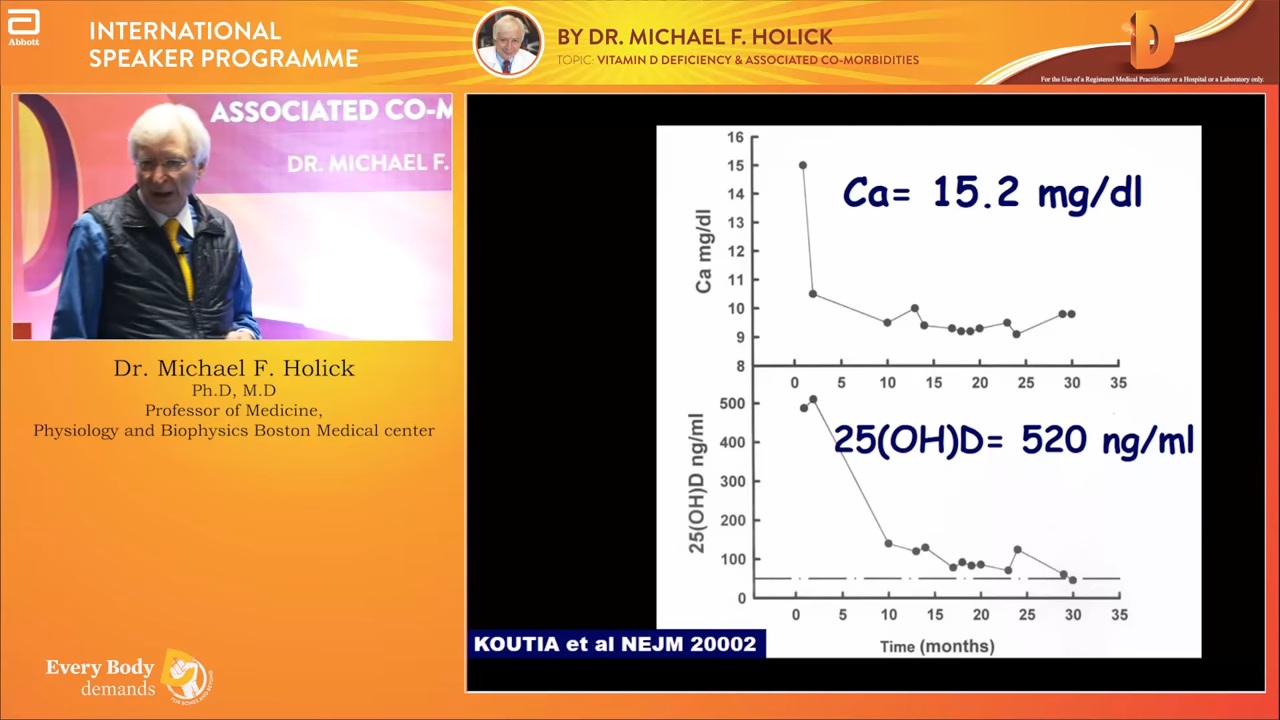 Abbott
INTERNATIONAL
SPEAKER PROGRAMME
BY DR. MICHAEL F. HOLICK
TOPIC: VITAMIN D DEFICIENCY & ASSOCIATED CO-MORBIDITIES
D
For the Use of a Registered Medical Practitioner or a Hospital or a Laboratory only.
ASSOCIATED CO-M
DR. MICHAEL F.
Dr. Michael F. Holick
Ph.D, M.D
Professor of Medicine,
Physiology and Biophysics Boston Medical center
Every Body
demands
FOR BONES AND BEYOND
Ca= 15.2 mg/dl
Ca mg/dl
16
15
14
13
12
11
10
9
8
0 5 10 15 20 25 30 35
25(OH)D= 520 ng/ml
25(OH)D ng/ml
500
400
300
200
100
0
0 5 10 15 20 25 30 35
Time (months)
KOUTIA et al NEJM 20002